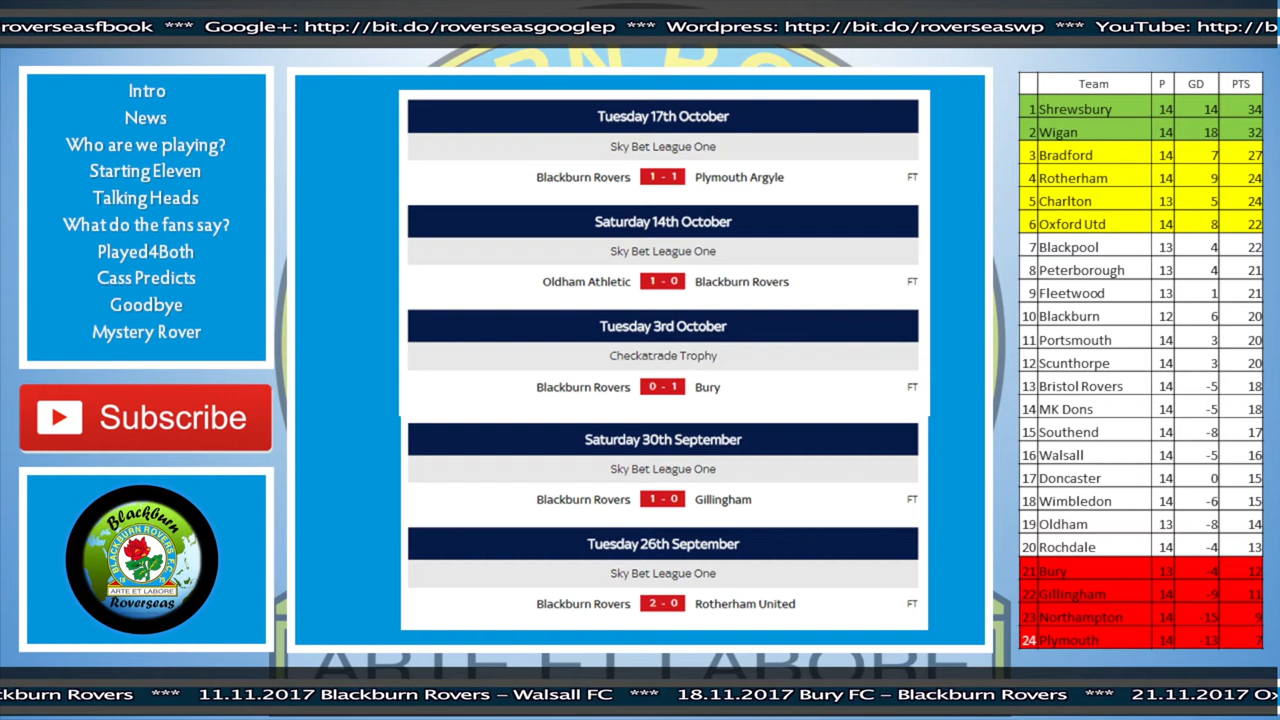 roverseasfbook *** Google+: http://bit.do/roverseasgooglep *** Wordpress: http://bit.do/roverseaswp *** YouTube: http://b
Intro
News
Who are we playing?
Starting Eleven
Talking Heads
What do the fans say?
Played4Both
Cass Predicts
Goodbye
Mystery Rover
Subscribe
Blackburn
BLACKBURN ROVERS F.C.
18 75
ARTE ET LABORE
Roverseas
Tuesday 17th October
Sky Bet League One
Blackburn Rovers 1 - 1 Plymouth Argyle FT
Saturday 14th October
Sky Bet League One
Oldham Athletic 1 - 0 Blackburn Rovers FT
Tuesday 3rd October
Checkatrade Trophy
Blackburn Rovers 0 - 1 Bury FT
Saturday 30th September
Sky Bet League One
Blackburn Rovers 1 - 0 Gillingham FT
Tuesday 26th September
Sky Bet League One
Blackburn Rovers 2 - 0 Rotherham United FT
ARTE ET LABORE
Team P GD PTS
1 Shrewsbury 14 14 34
2 Wigan 14 18 32
3 Bradford 14 7 27
4 Rotherham 14 9 24
5 Charlton 13 5 24
6 Oxford Utd 14 8 22
7 Blackpool 13 4 22
8 Peterborough 13 4 21
9 Fleetwood 13 1 21
10 Blackburn 12 6 20
11 Portsmouth 14 3 20
12 Scunthorpe 14 3 20
13 Bristol Rovers 14 -5 18
14 MK Dons 14 -5 18
15 Southend 14 -8 17
16 Walsall 14 -5 16
17 Doncaster 14 0 15
18 Wimbledon 14 -6 15
19 Oldham 13 -8 14
20 Rochdale 14 -4 13
21 Bury 13 -4 12
22 Gillingham 14 -9 11
23 Northampton 14 -15 9
24 Plymouth 14 -13 7
ckburn Rovers *** 11.11.2017 Blackburn Rovers – Walsall FC *** 18.11.2017 Bury FC – Blackburn Rovers *** 21.11.2017 Ox